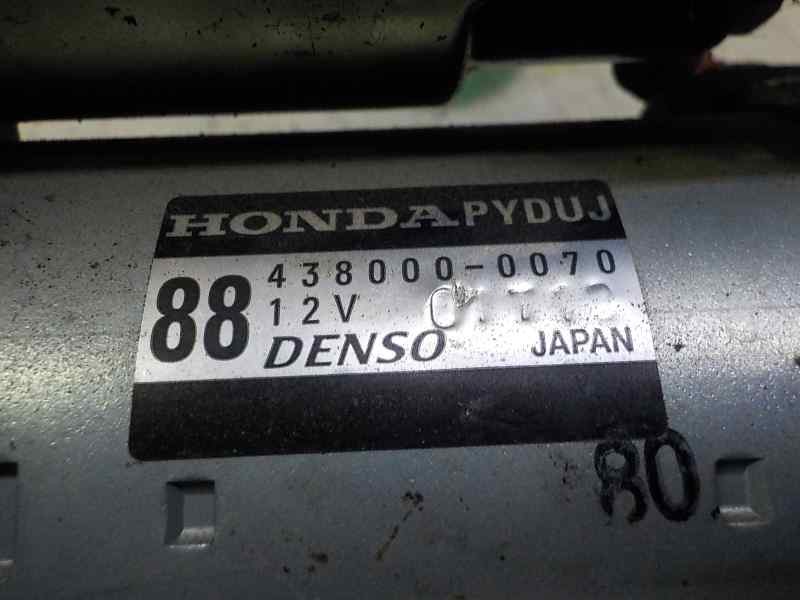 HONDA PYDUJ
88 438000-0070
12V
DENSO JAPAN
80